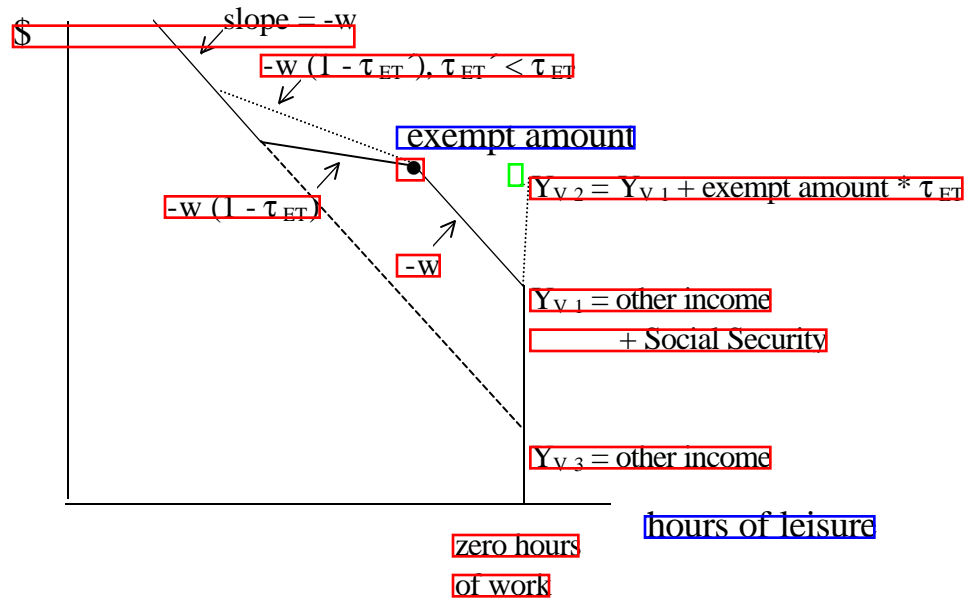 slope = -w
$
-w (1 - τ ET´), τ ET´ < τ ET
exempt amount
Y V 2 = Y V 1 + exempt amount * τ ET
-w (1 - τ ET)
-w
Y V 1 = other income
+ Social Security
Y V 3 = other income
hours of leisure
zero hours
of work